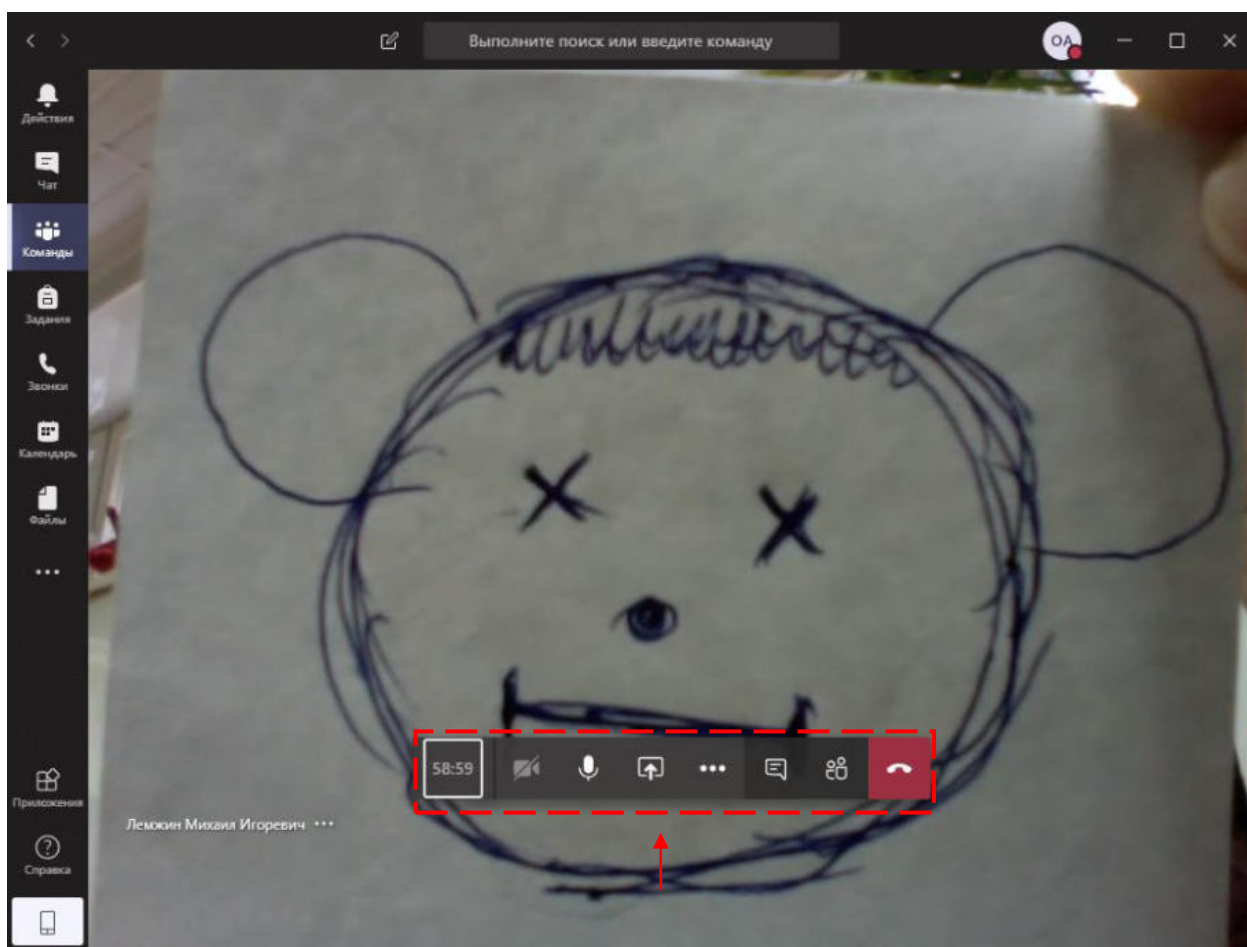 Выполните поиск или введите команду
OA
Действия
Чат
Команды
Задания
Звонки
Календарь
Файлы
58:59
Лемжин Михаил Игоревич
Приложения
Справка